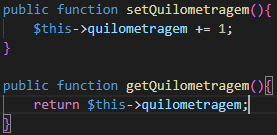 public function setQuilometragem(){
    $this->quilometragem += 1;
}

public function getQuilometragem(){
    return $this->quilometragem;
}